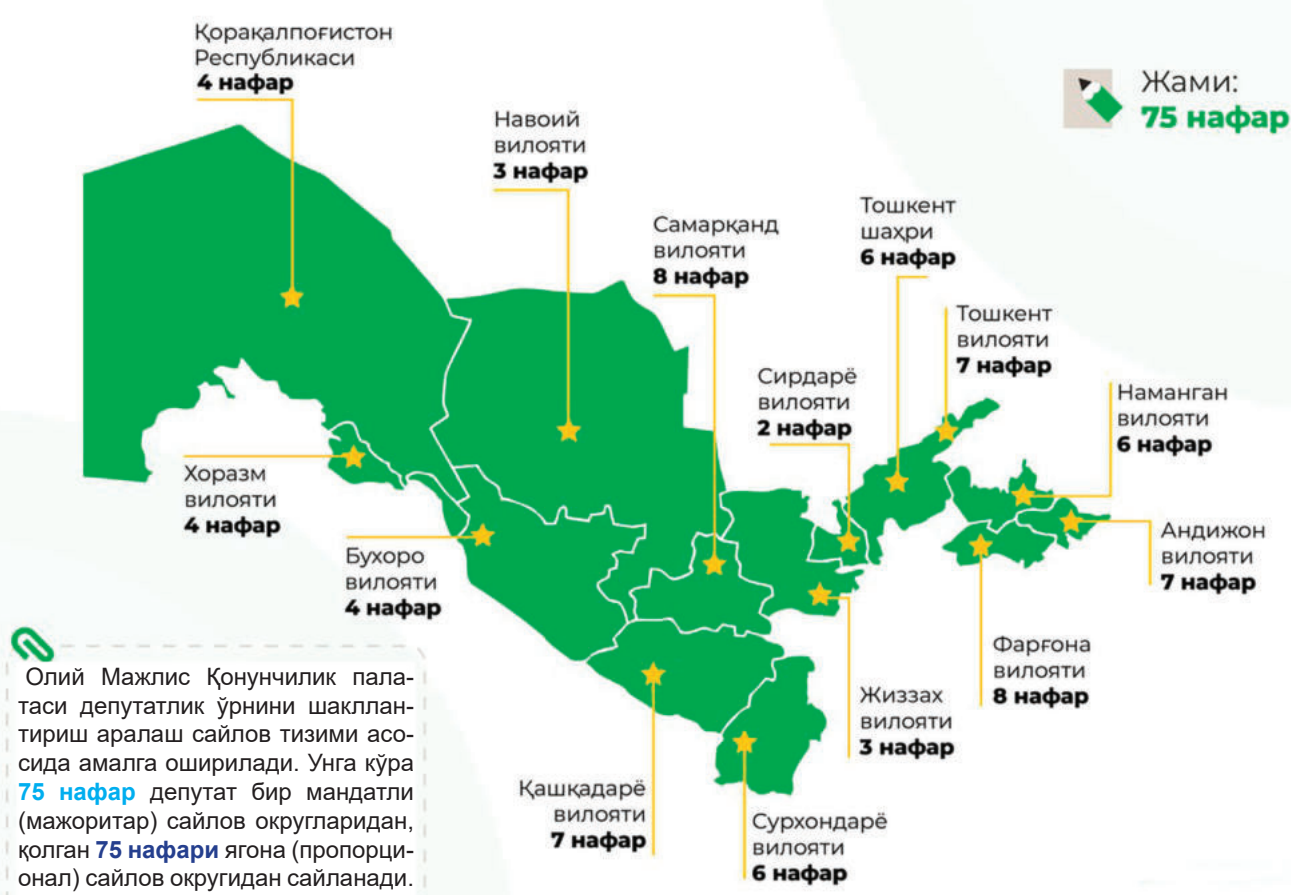 Қорақалпоғистон
Республикаси
4 нафар
Жами:
75 нафар
Навоий
вилояти
3 нафар
Самарқанд
вилояти
8 нафар
Тошкент
шаҳри
6 нафар
Тошкент
вилояти
7 нафар
Сирдарё
вилояти
2 нафар
Наманган
вилояти
6 нафар
Хоразм
вилояти
4 нафар
Бухоро
вилояти
4 нафар
Андижон
вилояти
7 нафар
Фарғона
вилояти
8 нафар
Жиззах
вилояти
3 нафар
Қашқадарё
вилояти
7 нафар
Сурхондарё
вилояти
6 нафар
Олий Мажлис Қонунчилик пала-
таси депутатлик ўрнини шакллан-
тириш аралаш сайлов тизими асо-
сида амалга оширилади. Унга кўра
75 нафар депутат бир мандатли
(мажоритар) сайлов округларидан,
қолган 75 нафари ягона (пропорци-
онал) сайлов округидан сайланади.